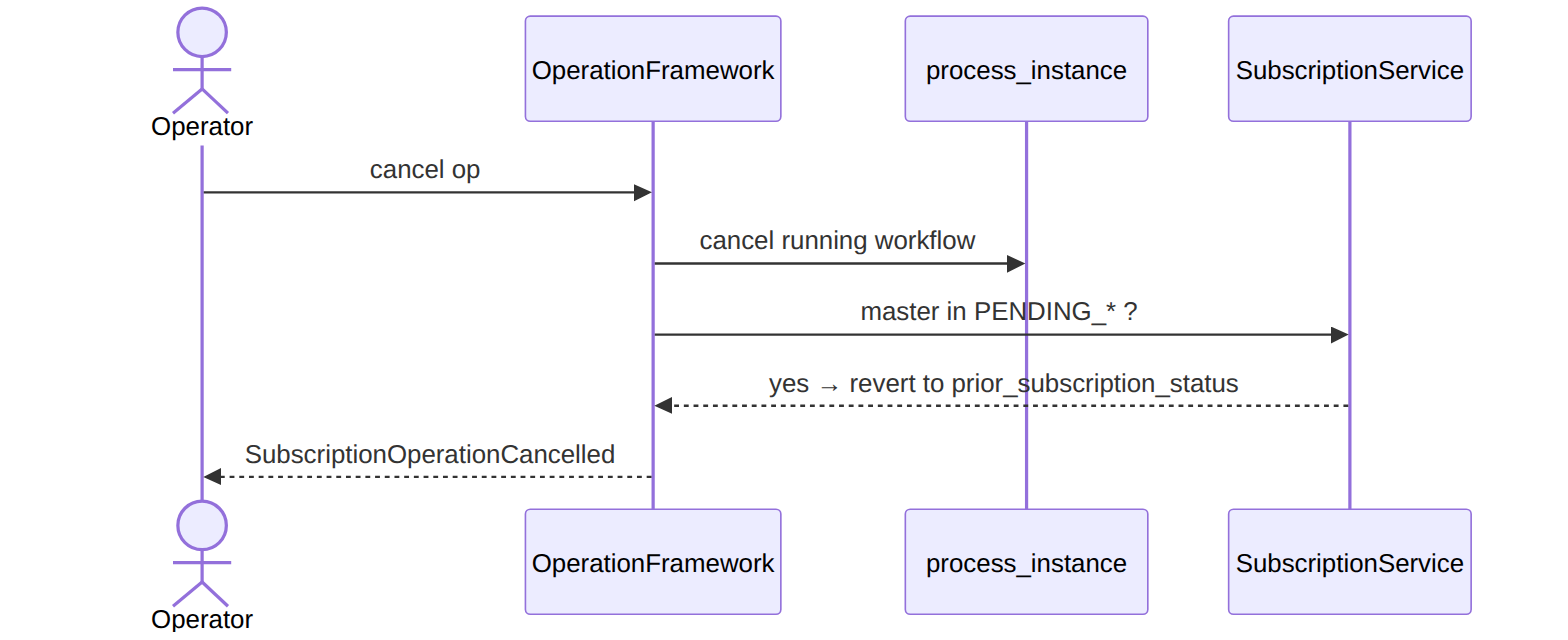 Operator
OperationFramework
process_instance
SubscriptionService
cancel op
cancel running workflow
master in PENDING_* ?
yes → revert to prior_subscription_status
SubscriptionOperationCancelled
Operator
OperationFramework
process_instance
SubscriptionService